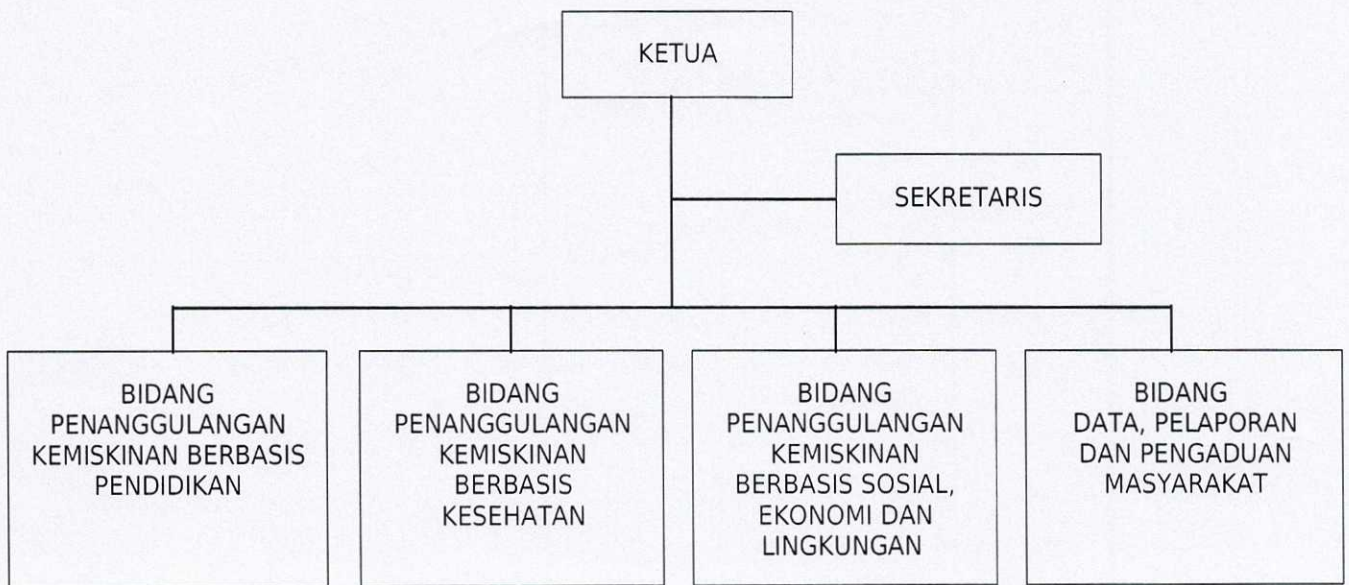 KETUA
SEKRETARIS
BIDANG
PENANGGULANGAN
KEMISKINAN BERBASIS
PENDIDIKAN
BIDANG
PENANGGULANGAN
KEMISKINAN
BERBASIS
KESEHATAN
BIDANG
PENANGGULANGAN
KEMISKINAN
BERBASIS SOSIAL,
EKONOMI DAN
LINGKUNGAN
BIDANG
DATA, PELAPORAN
DAN PENGADUAN
MASYARAKAT